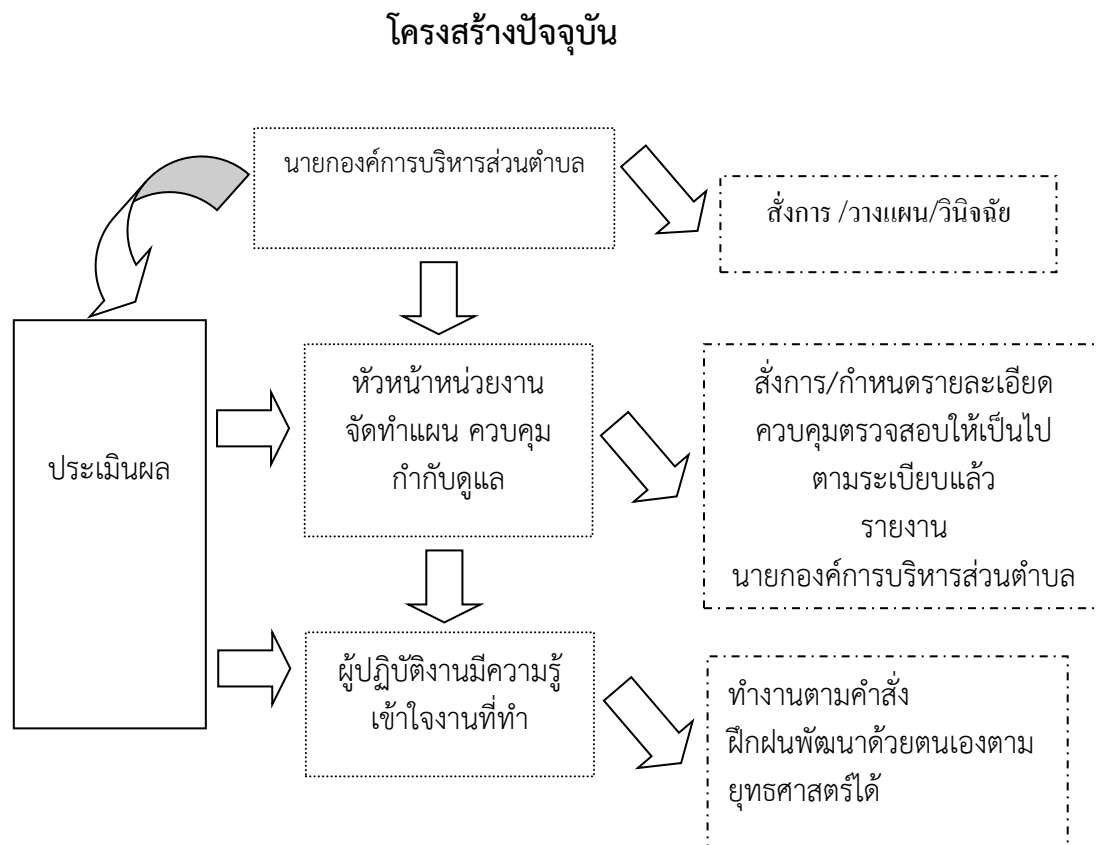 โครงสร้างปัจจุบัน
นายกองค์การบริหารส่วนตำบล
สั่งการ /วางแผน/วินิจฉัย
หัวหน้าหน่วยงาน
จัดทำแผน ควบคุม
กำกับดูแล
สั่งการ/กำหนดรายละเอียด
ควบคุมตรวจสอบให้เป็นไป
ตามระเบียบแล้ว
รายงาน
นายกองค์การบริหารส่วนตำบล
ประเมินผล
ผู้ปฏิบัติงานมีความรู้
เข้าใจงานที่ทำ
ทำงานตามคำสั่ง
ฝึกฝนพัฒนาด้วยตนเองตาม
ยุทธศาสตร์ได้